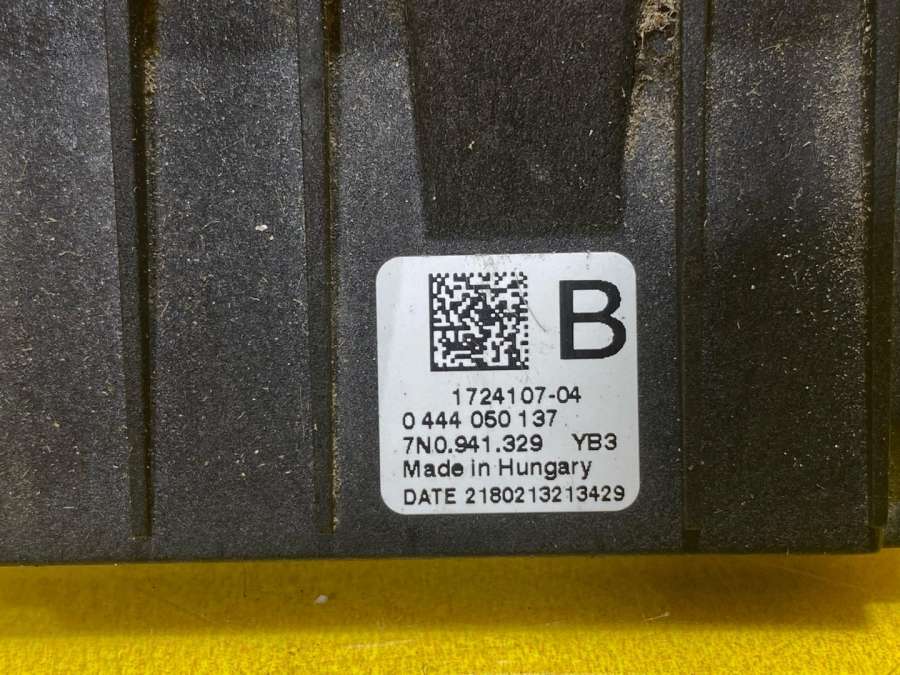 B
1724107-04
0 444 050 137
7N0.941.329 YB3
Made in Hungary
DATE 2180213213429